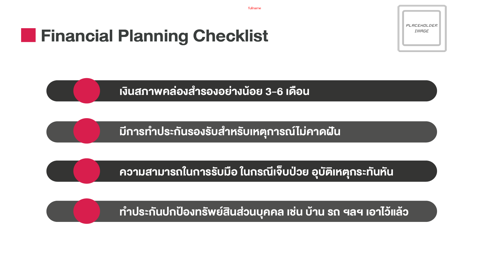 Financial Planning Checklist
PLACEHOLDER
IMAGE
เงินสภาพคล่องสำรองอย่างน้อย 3-6 เดือน
มีการทำประกันรองรับสำหรับเหตุการณ์ไม่คาดฝัน
ความสามารถในการรับมือ ในกรณีเจ็บป่วย อุบัติเหตุกระทันหัน
ทำประกันปกป้องทรัพย์สินส่วนบุคคล เช่น บ้าน รถ ฯลฯ เอาไว้แล้ว